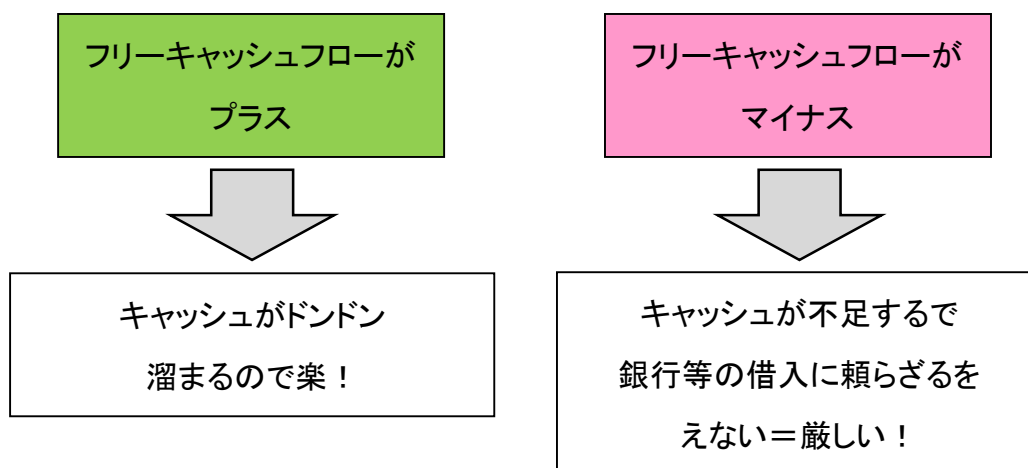 フリーキャッシュフローが
プラス
キャッシュがドンドン
溜まるので楽！
フリーキャッシュフローが
マイナス
キャッシュが不足するで
銀行等の借入に頼らざるを
えない＝厳しい！